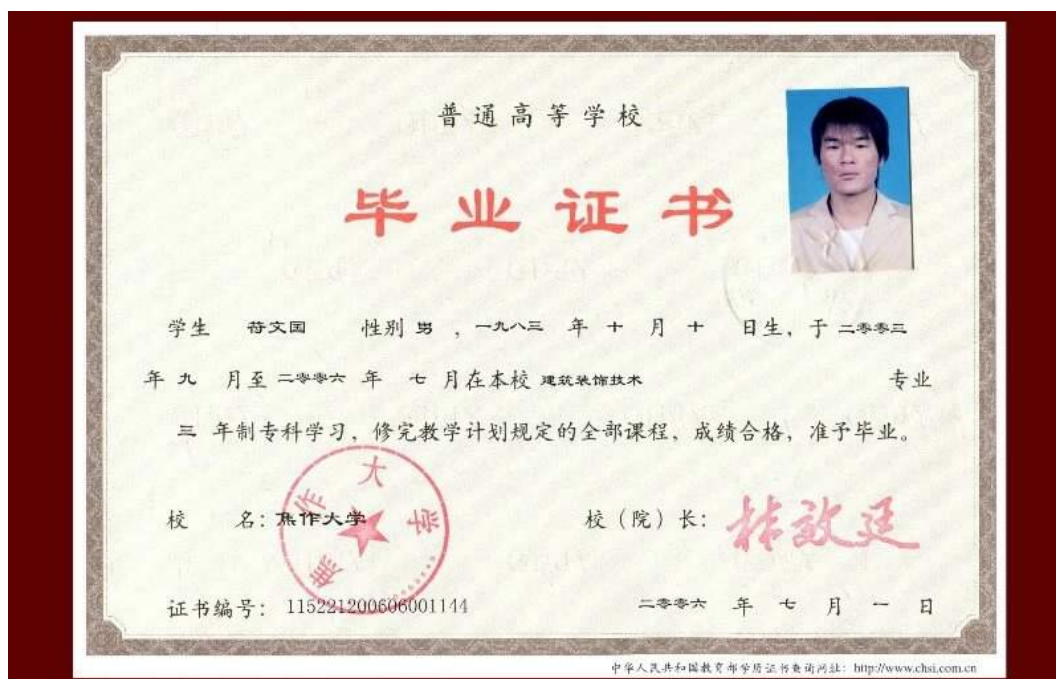 普通高等学校
毕业证书
学生 符文国 性别 男 ，一九八三 年 十 月 十 日生，于 二零零三
年 九 月至 二零零六 年 七 月在本校 建筑装饰技术 专业
三 年制专科学习，修完教学计划规定的全部课程，成绩合格，准予毕业。
焦作大学
校 名：焦作大学 校（院）长：
证书编号： 115221200606001144 二零零六 年 七 月 一 日
中华人民共和国教育部学历证书查询网址：http://www.chsi.com.cn